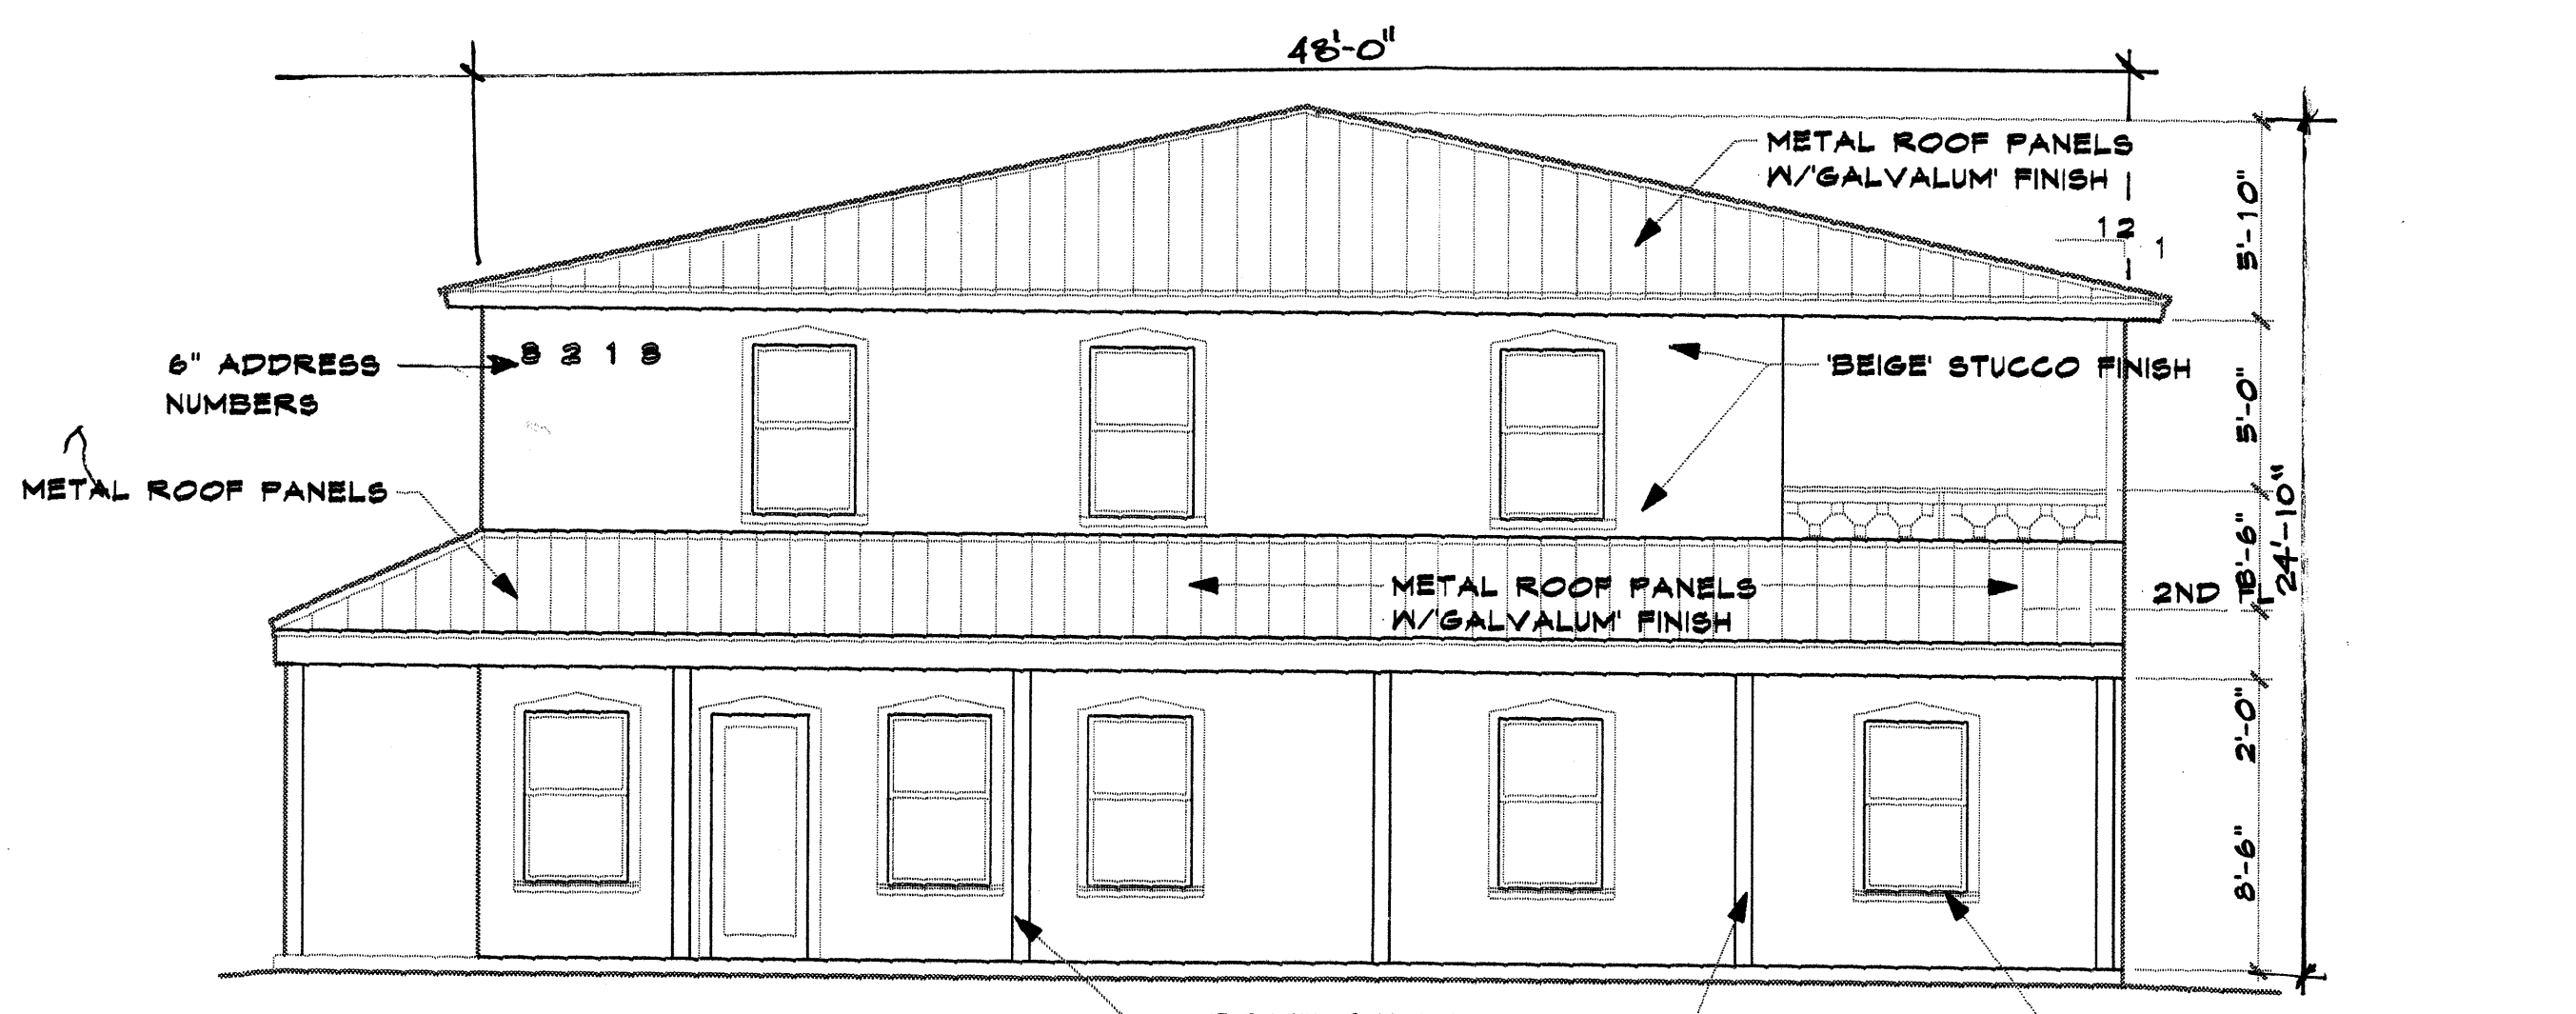 48'-0"
METAL ROOF PANELS
W/'GALVALUM' FINISH
12
1
5'-10"
6" ADDRESS
NUMBERS
8 2 1 8
'BEIGE' STUCCO FINISH
5'-0"
METAL ROOF PANELS
24'-10"
METAL ROOF PANELS
W/'GALVALUM' FINISH
2ND FL
2'-0"
8'-6"